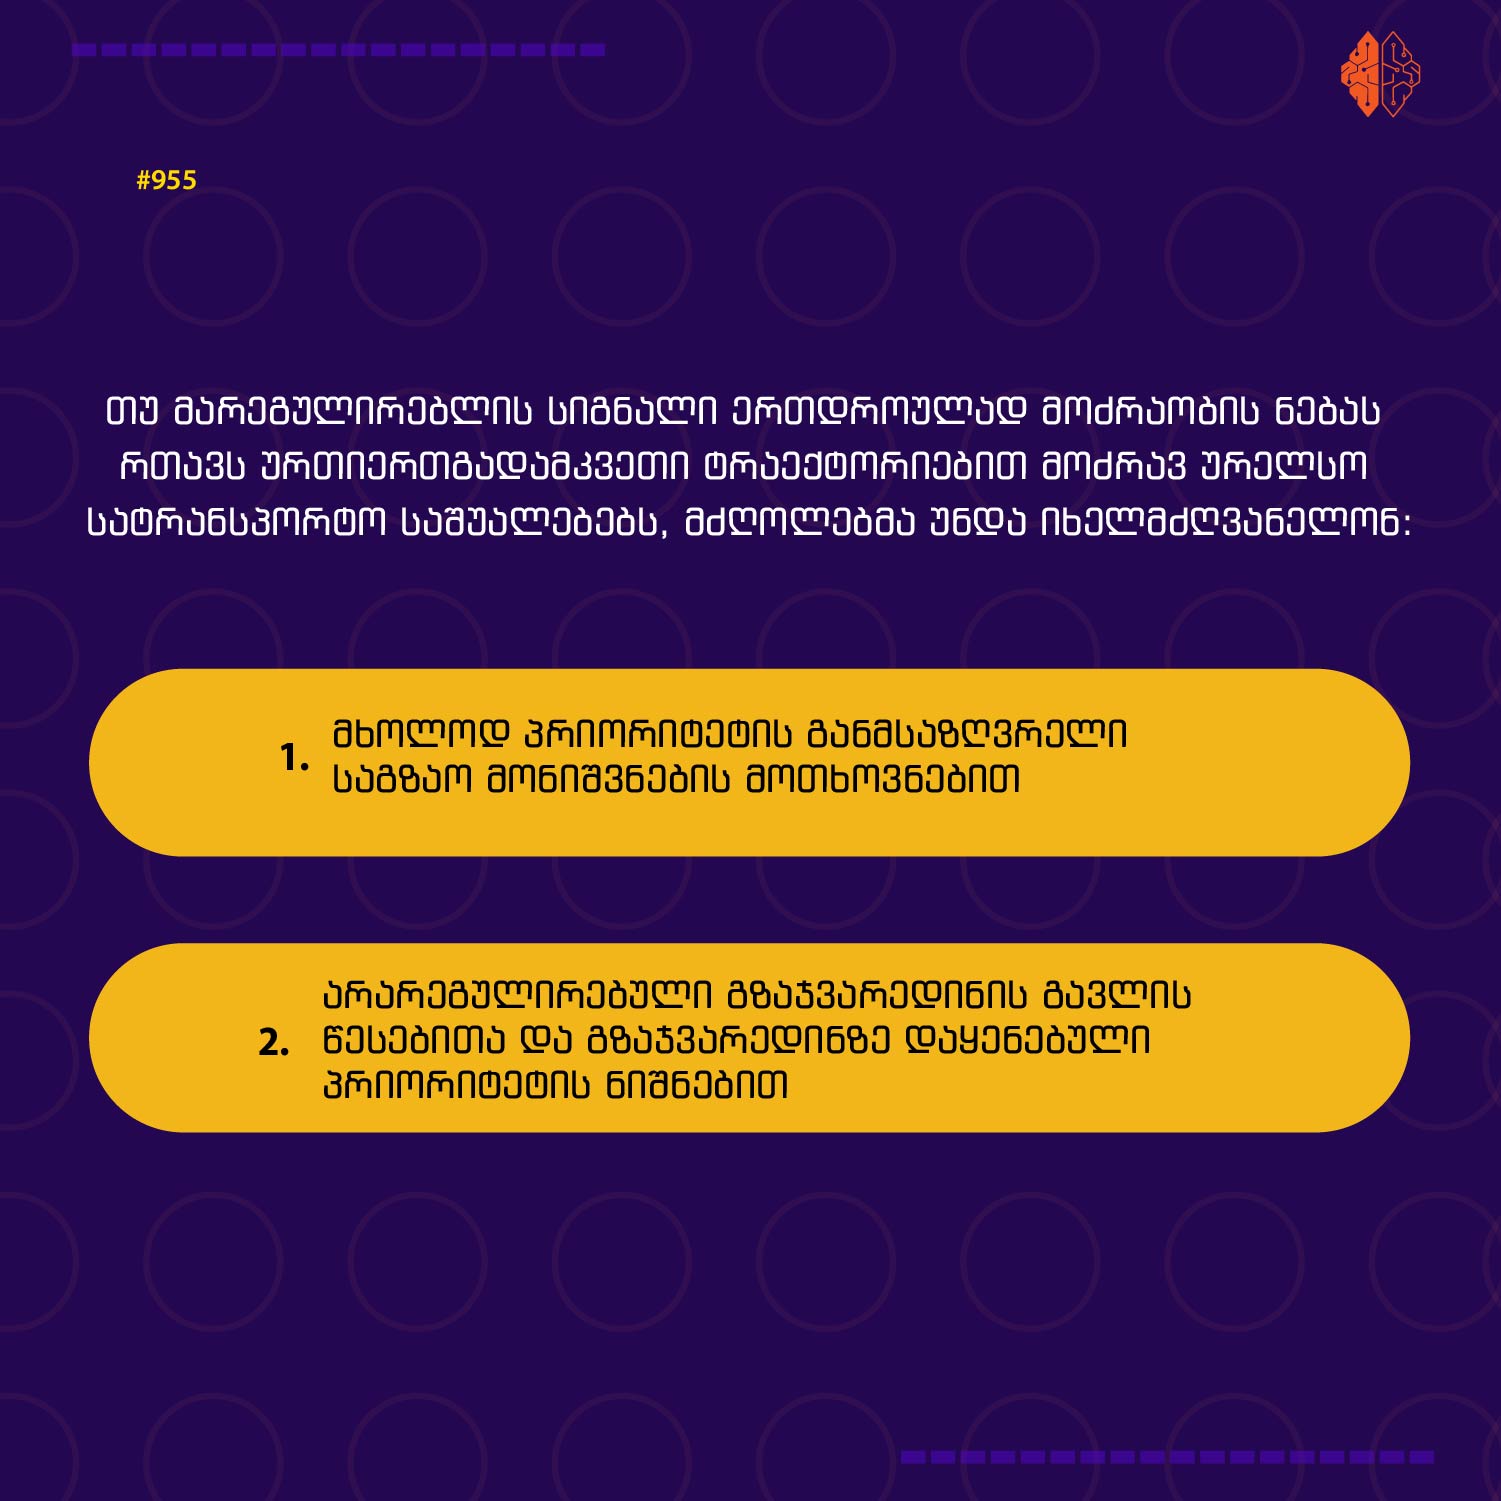 #955
თუ მარეგულირებლის სიგნალი ერთდროულად მოძრაობის ნებას
რთავს ურთიერთგადამკვეთი ტრაექტორიებით მოძრავ ურელსო
სატრანსპორტო საშუალებებს, მძღოლებმა უნდა იხელმძღვანელონ:
1. მხოლოდ პრიორიტეტის განმსაზღვრელი
საგზაო მონიშვნების მოთხოვნებით
2. არარეგულირებული გზაჯვარედინის გავლის
წესებითა და გზაჯვარედინზე დაყენებული
პრიორიტეტის ნიშნებით